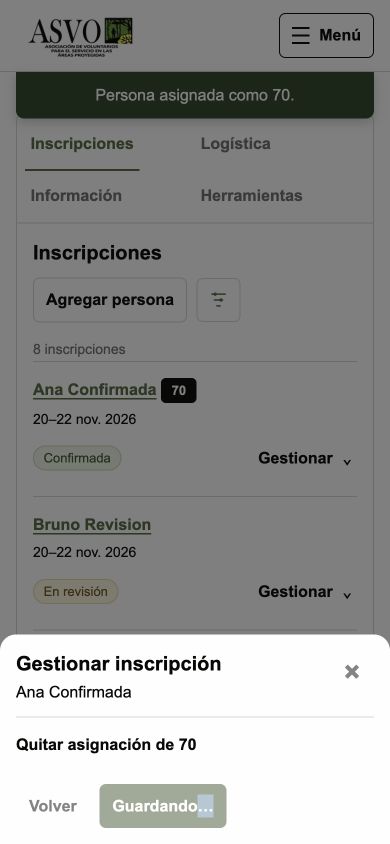 ASVO
ASOCIACIÓN DE VOLUNTARIOS
PARA EL SERVICIO EN LAS
ÁREAS PROTEGIDAS
Menú
Persona asignada como 70.
Inscripciones
Logística
Información
Herramientas
Inscripciones
Agregar persona
8 inscripciones
Ana Confirmada 70
20–22 nov. 2026
Confirmada
Gestionar
Bruno Revision
20–22 nov. 2026
En revisión
Gestionar
Gestionar inscripción
Ana Confirmada
Quitar asignación de 70
Volver
Guardando…